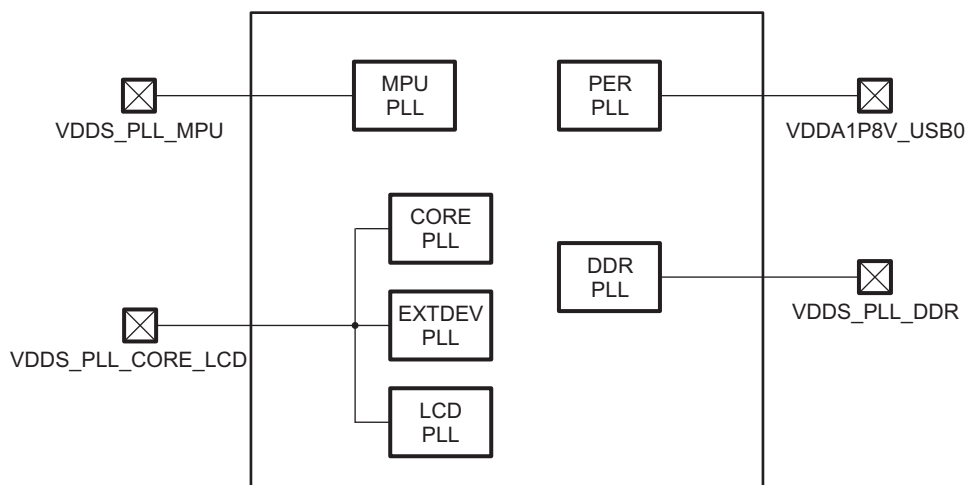 MPU
PLL
VDDS_PLL_MPU
PER
PLL
VDDA1P8V_USB0
CORE
PLL
EXTDEV
PLL
LCD
PLL
VDDS_PLL_CORE_LCD
DDR
PLL
VDDS_PLL_DDR